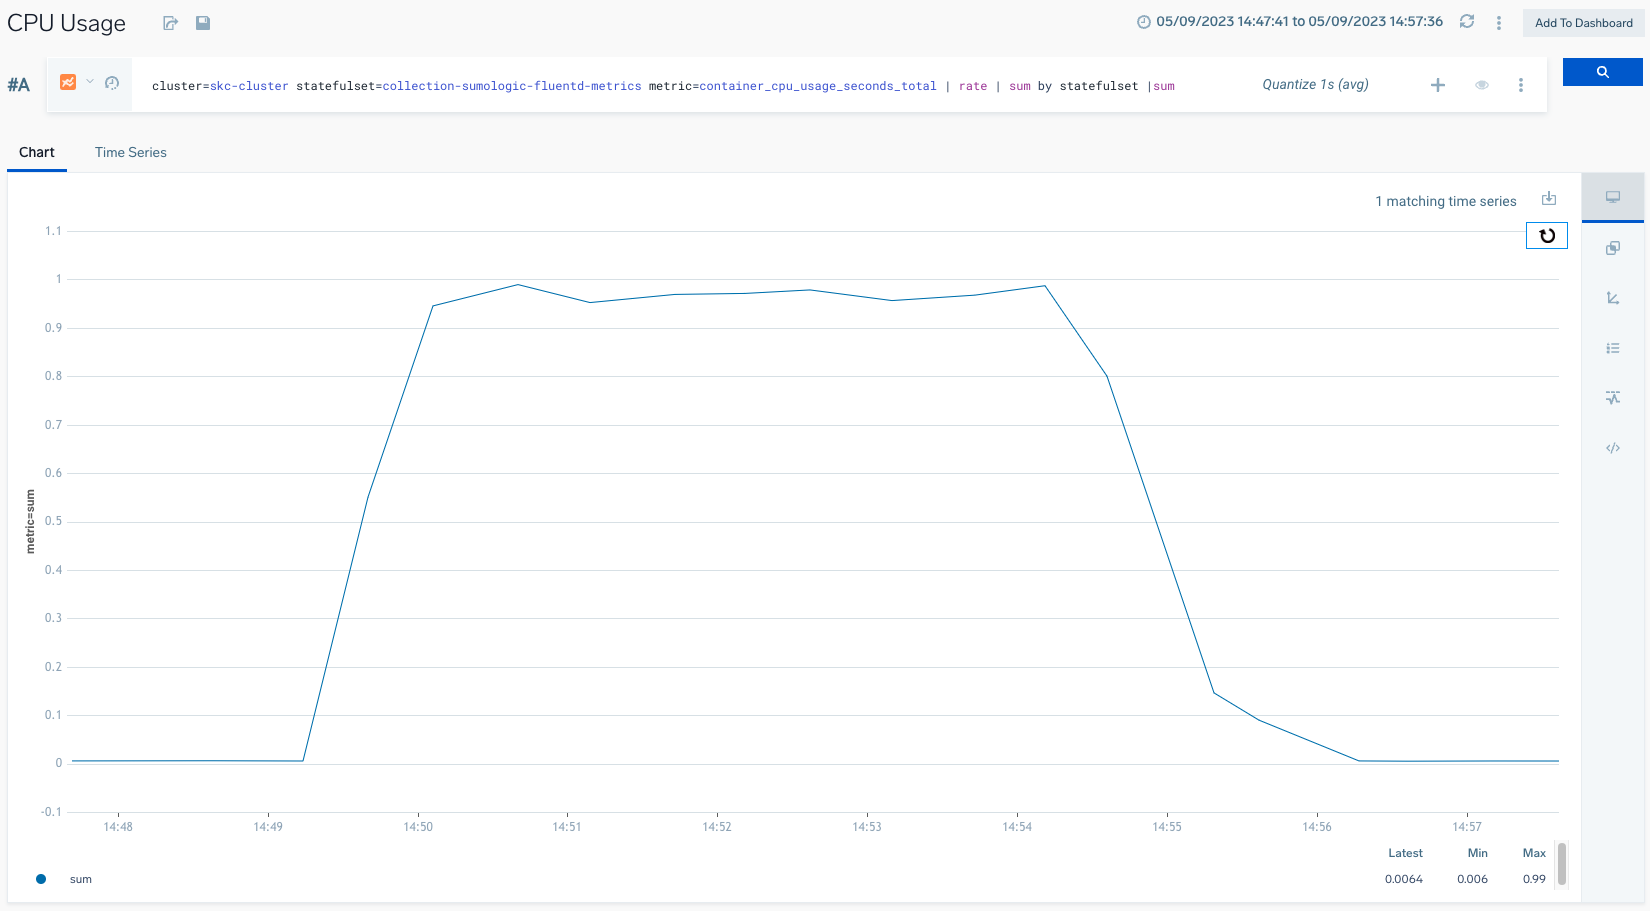 CPU Usage
05/09/2023 14:47:41 to 05/09/2023 14:57:36
Add To Dashboard
#A
cluster=skc-cluster statefulset=collection-sumologic-fluentd-metrics metric=container_cpu_usage_seconds_total | rate | sum by statefulset |sum
Quantize 1s (avg)
Chart
Time Series
1 matching time series
1.1
1
0.9
0.8
0.7
0.6
0.5
0.4
0.3
0.2
0.1
0
-0.1
metric=sum
14:48
14:49
14:50
14:51
14:52
14:53
14:54
14:55
14:56
14:57
Latest
Min
Max
sum
0.0064
0.006
0.99